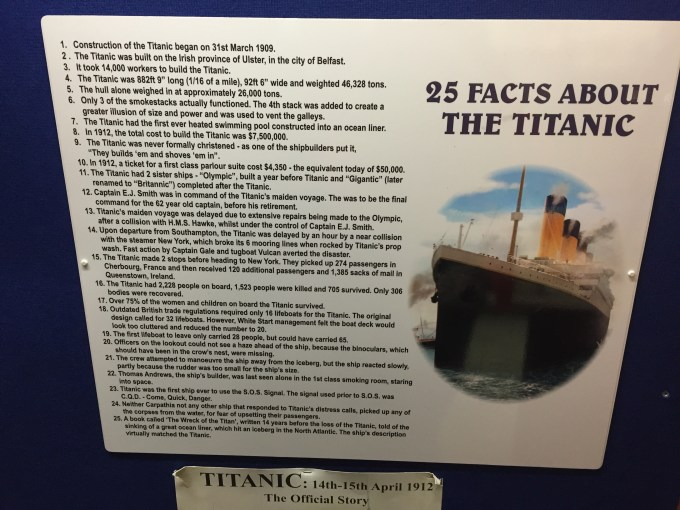 1. Construction of the Titanic began on 31st March 1909.
2. The Titanic was built on the Irish province of Ulster, in the city of Belfast.
3. It took 14,000 workers to build the Titanic.
4. The Titanic was 882ft 9" long (1/16 of a mile), 92ft 6" wide and weighted 46,328 tons.
5. The hull alone weighed in at approximately 26,000 tons.
6. Only 3 of the smokestacks actually functioned. The 4th stack was added to create a
greater illusion of size and power and was used to vent the galleys.
7. The Titanic had the first ever heated swimming pool constructed into an ocean liner.
8. In 1912, the total cost to build the Titanic was $7,500,000.
9. The Titanic was never formally christened - as one of the shipbuilders put it,
"They builds 'em and shoves 'em in".
10. In 1912, a ticket for a first class parlour suite cost $4,350 - the equivalent today of $50,000.
11. The Titanic had 2 sister ships - "Olympic", built a year before Titanic and "Gigantic" (later
renamed to "Britannic") completed after the Titanic.
12. Captain E.J. Smith was in command of the Titanic's maiden voyage. The was to be the final
command for the 62 year old captain, before his retirement.
13. Titanic's maiden voyage was delayed due to extensive repairs being made to the Olympic,
after a collision with H.M.S. Hawke, whilst under the control of Captain E.J. Smith.
14. Upon departure from Southampton, the Titanic was delayed by an hour by a near collision
with the steamer New York, which broke its 6 mooring lines when rocked by Titanic's prop
wash. Fast action by Captain Gale and tugboat Vulcan averted the disaster.
15. The Titanic made 2 stops before heading to New York. They picked up 274 passengers in
Cherbourg, France and then received 120 additional passengers and 1,385 sacks of mail in
Queenstown, Ireland.
16. The Titanic had 2,228 people on board, 1,523 people were killed and 705 survived. Only 306
bodies were recovered.
17. Over 75% of the women and children on board the Titanic survived.
18. Outdated British trade regulations required only 16 lifeboats for the Titanic. The original
design called for 32 lifeboats. However, White Start management felt the boat deck would
look too cluttered and reduced the number to 20.
19. The first lifeboat to leave only carried 28 people, but could have carried 65.
20. Officers on the lookout could not see a haze ahead of the ship, because the binoculars, which
should have been in the crow's nest, were missing.
21. The crew attempted to manoeuvre the ship away from the iceberg, but the ship reacted slowly,
partly because the rudder was too small for the ship's size.
22. Thomas Andrews, the ship's builder, was last seen alone in the 1st class smoking room, staring
into space.
23. Titanic was the first ship ever to use the S.O.S. Signal. The signal used prior to S.O.S. was
C.Q.D. - Come, Quick, Danger.
24. Neither Carpathis not any other ship that responded to Titanic's distress calls, picked up any of
the corpses from the water, for fear of upsetting their passengers.
25. A book called 'The Wreck of the Titan', written 14 years before the loss of the Titanic, told of the
sinking of a great ocean liner, which hit an iceberg in the North Atlantic. The ship's description
virtually matched the Titanic.
25 FACTS ABOUT
THE TITANIC
TITANIC: 14th-15th April 1912
The Official Story